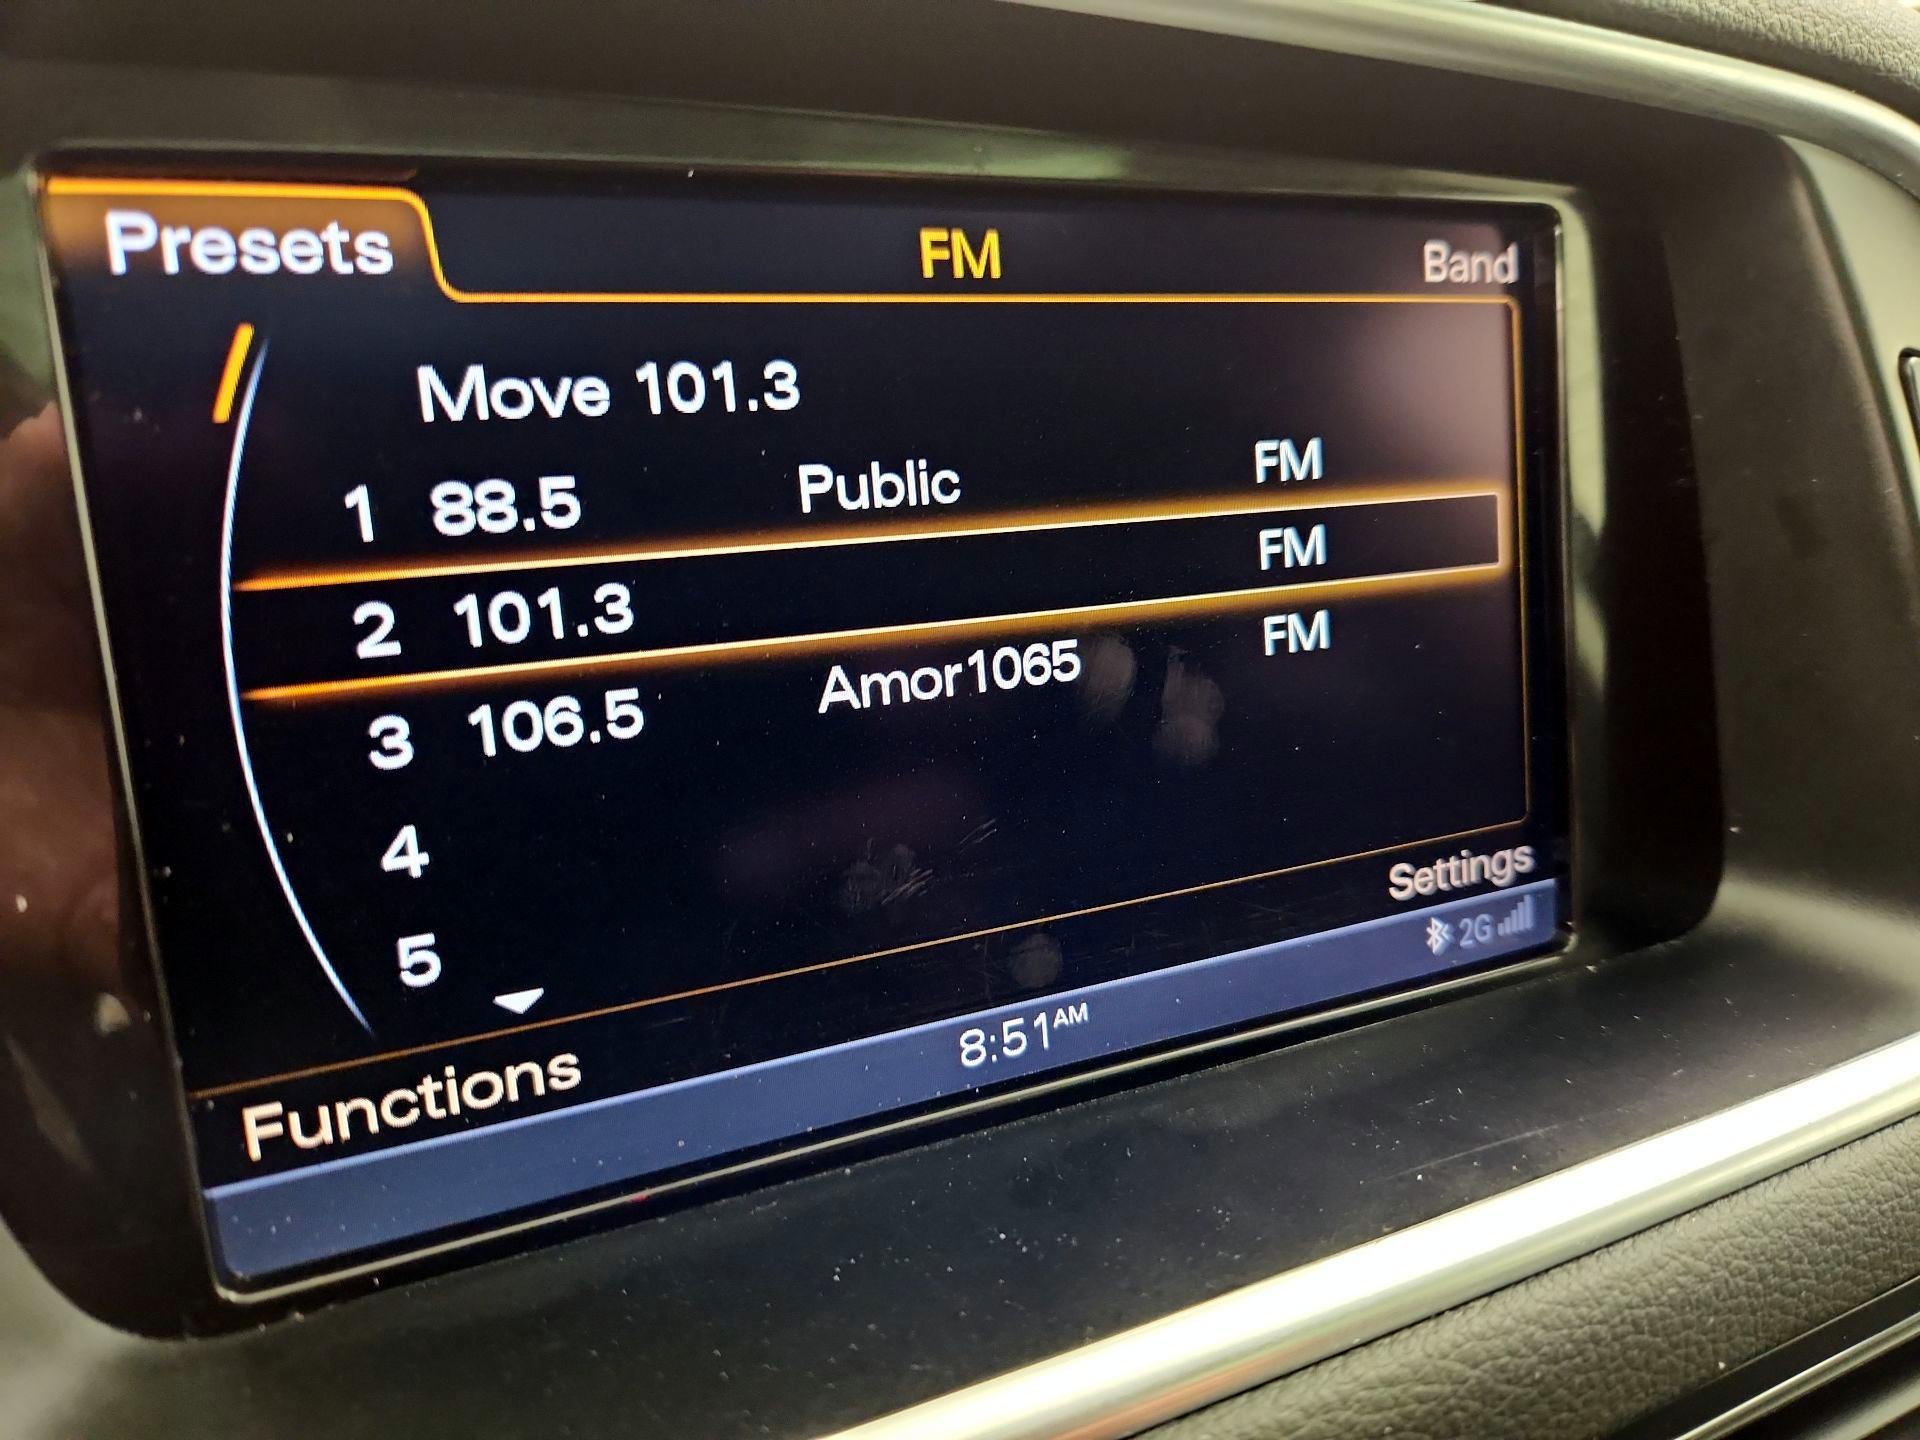 Presets FM Band
Move 101.3
1 88.5 Public FM
2 101.3 FM
3 106.5 Amor1065 FM
4
5
Functions Settings
8:51AM 2G